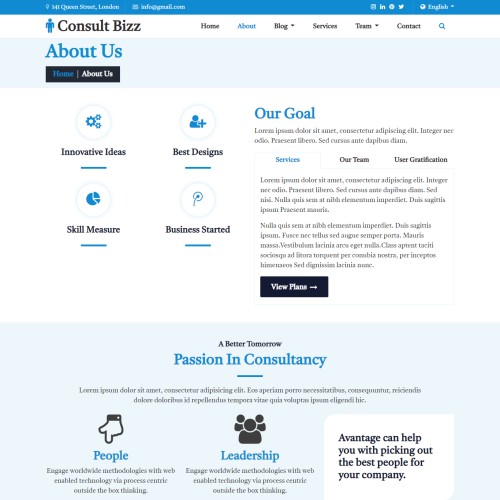 141 Queen Street, London
info@gmail.com
English
Consult Bizz
Home
About
Blog
Services
Team
Contact
About Us
Home | About Us
Innovative Ideas
Best Designs
Skill Measure
Business Started
Our Goal
Lorem ipsum dolor sit amet, consectetur adipisicing elit. Integer nec
odio. Praesent libero. Sed cursus ante dapibus diam.
Services
Our Team
User Gratification
Lorem ipsum dolor sit amet, consectetur adipiscing elit. Integer nec
odio. Praesent libero. Sed cursus ante dapibus diam. Sed
nisi. Nulla quis sem at nibh elementum imperdiet. Duis sagittis
ipsum Praesent mauris.
Nulla quis sem at nibh elementum imperdiet. Duis sagittis
ipsum. Fusce nec tellus sed augue semper porta. Mauris
massa.Vestibulum lacinia arcu eget nulla.Class aptent taciti
sociosqu ad litora torquent per conubia nostra, per inceptos
himenaeos Sed dignissim lacinia nunc.
View Plans →
A Better Tomorrow
Passion In Consultancy
Lorem ipsum dolor sit amet, consectetur adipisicing elit. Eos aperiam porro necessitatibus, consequuntur, reiciendis
dolore doloribus id repellendus tempora vitae quia voluptas ipsum eligendi hic.
People
Engage worldwide methodologies with web
enabled technology via process centric
outside the box thinking.
Leadership
Engage worldwide methodologies with web
enabled technology via process centric
outside the box thinking.
Avantage can help
you with picking out
the best people for
your company.